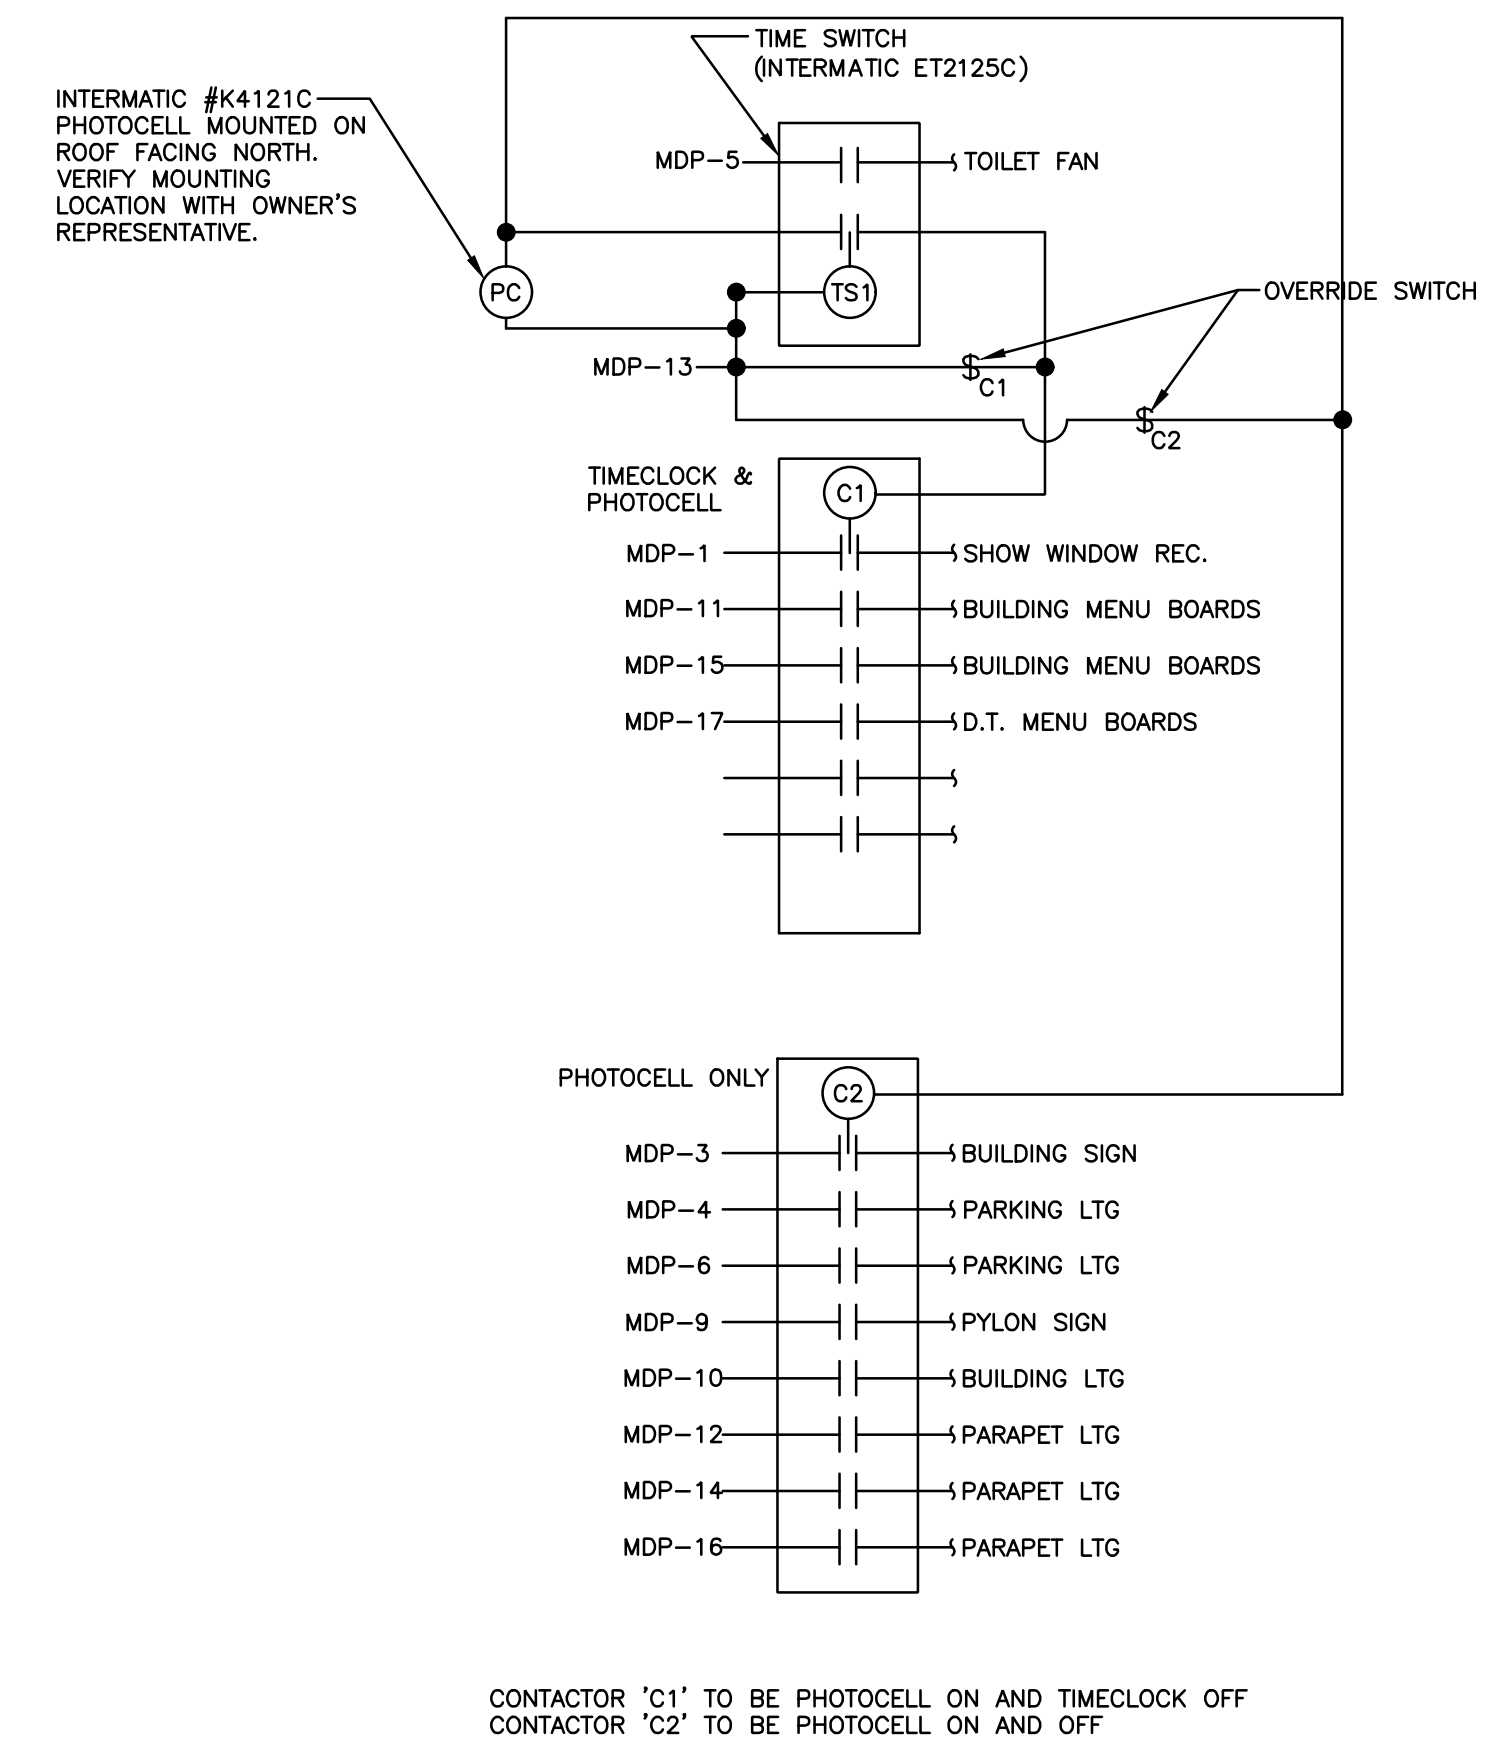 TIME SWITCH
(INTERMATIC ET2125C)
INTERMATIC #K4121C
PHOTOCELL MOUNTED ON
ROOF FACING NORTH.
VERIFY MOUNTING
LOCATION WITH OWNER'S
REPRESENTATIVE.
MDP-5 TOILET FAN
PC
TS1
OVERRIDE SWITCH
MDP-13
C1
C2
TIMECLOCK &
PHOTOCELL
C1
MDP-1 SHOW WINDOW REC.
MDP-11 BUILDING MENU BOARDS
MDP-15 BUILDING MENU BOARDS
MDP-17 D.T. MENU BOARDS
PHOTOCELL ONLY
C2
MDP-3 BUILDING SIGN
MDP-4 PARKING LTG
MDP-6 PARKING LTG
MDP-9 PYLON SIGN
MDP-10 BUILDING LTG
MDP-12 PARAPET LTG
MDP-14 PARAPET LTG
MDP-16 PARAPET LTG
CONTACTOR 'C1' TO BE PHOTOCELL ON AND TIMECLOCK OFF
CONTACTOR 'C2' TO BE PHOTOCELL ON AND OFF